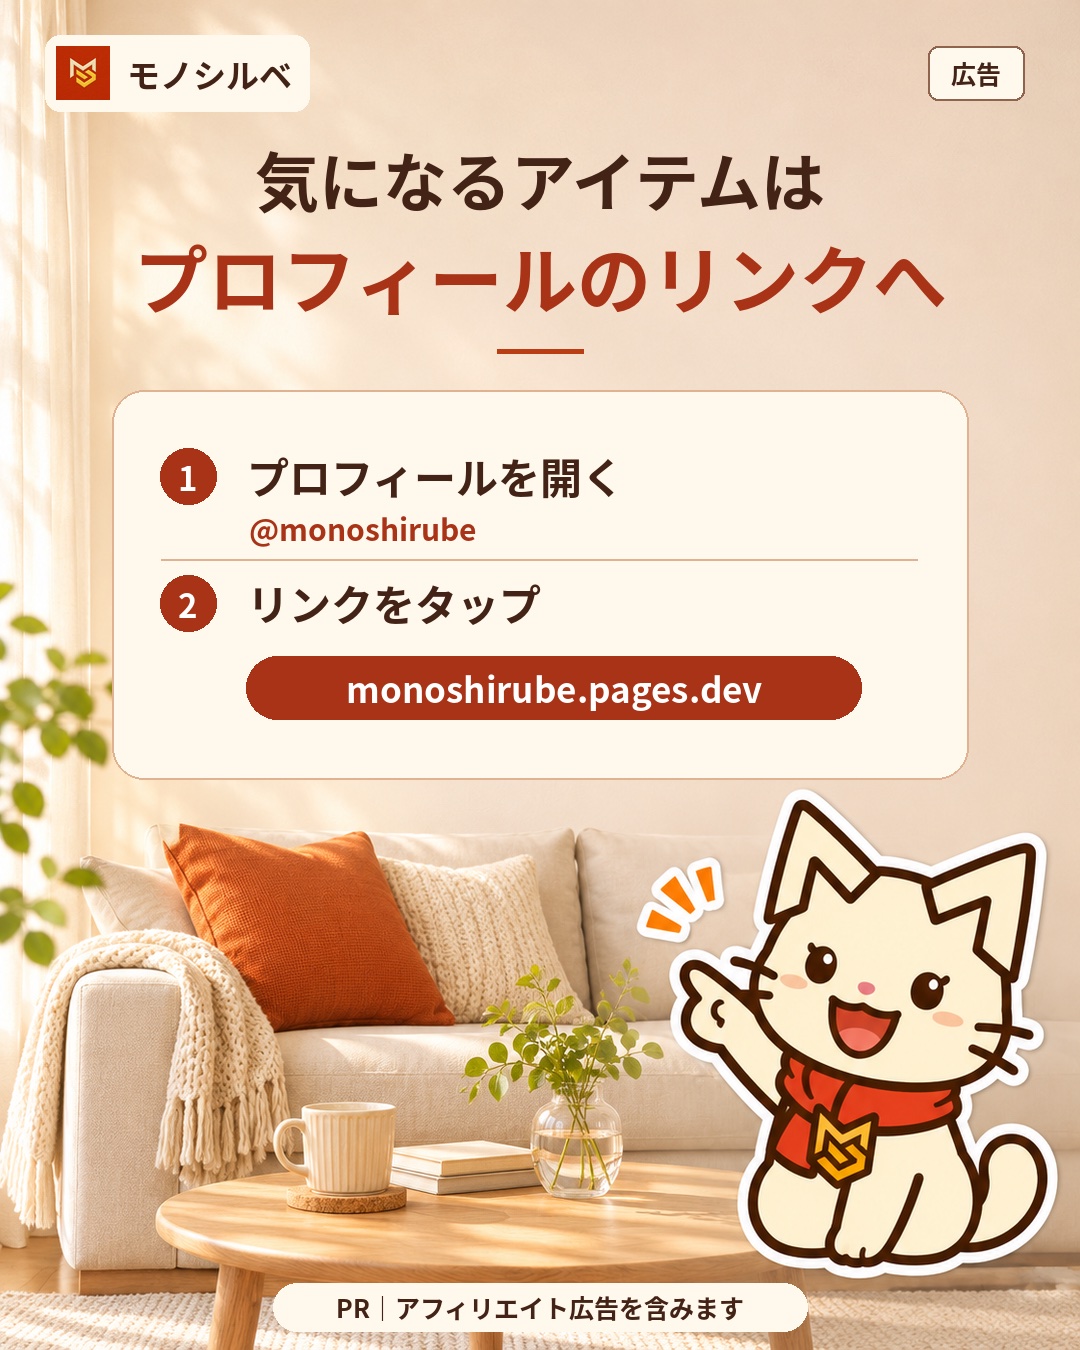 モノシルベ
広告
気になるアイテムは
プロフィールのリンクへ
1 プロフィールを開く
@monoshirube
2 リンクをタップ
monoshirube.pages.dev
PR｜アフィリエイト広告を含みます